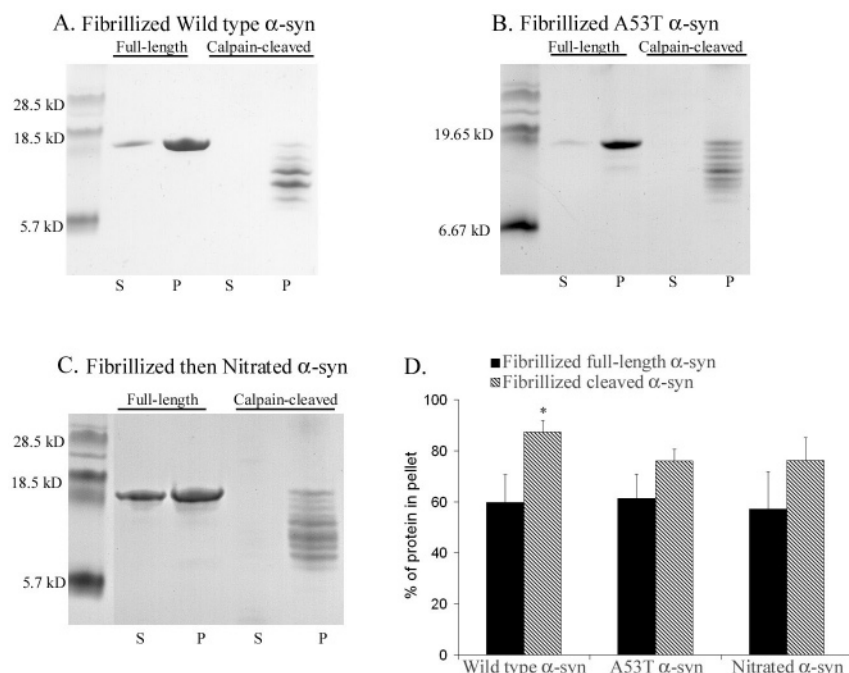 A. Fibrillized Wild type α-syn
Full-length Calpain-cleaved
28.5 kD
18.5 kD
5.7 kD
S P S P
B. Fibrillized A53T α-syn
Full-length Calpain-cleaved
19.65 kD
6.67 kD
S P S P
C. Fibrillized then Nitrated α-syn
Full-length Calpain-cleaved
28.5 kD
18.5 kD
5.7 kD
S P S P
D.
Fibrillized full-length α-syn
Fibrillized cleaved α-syn
% of protein in pellet
100
80
60
40
20
0
*
Wild type α-syn A53T α-syn Nitrated α-syn